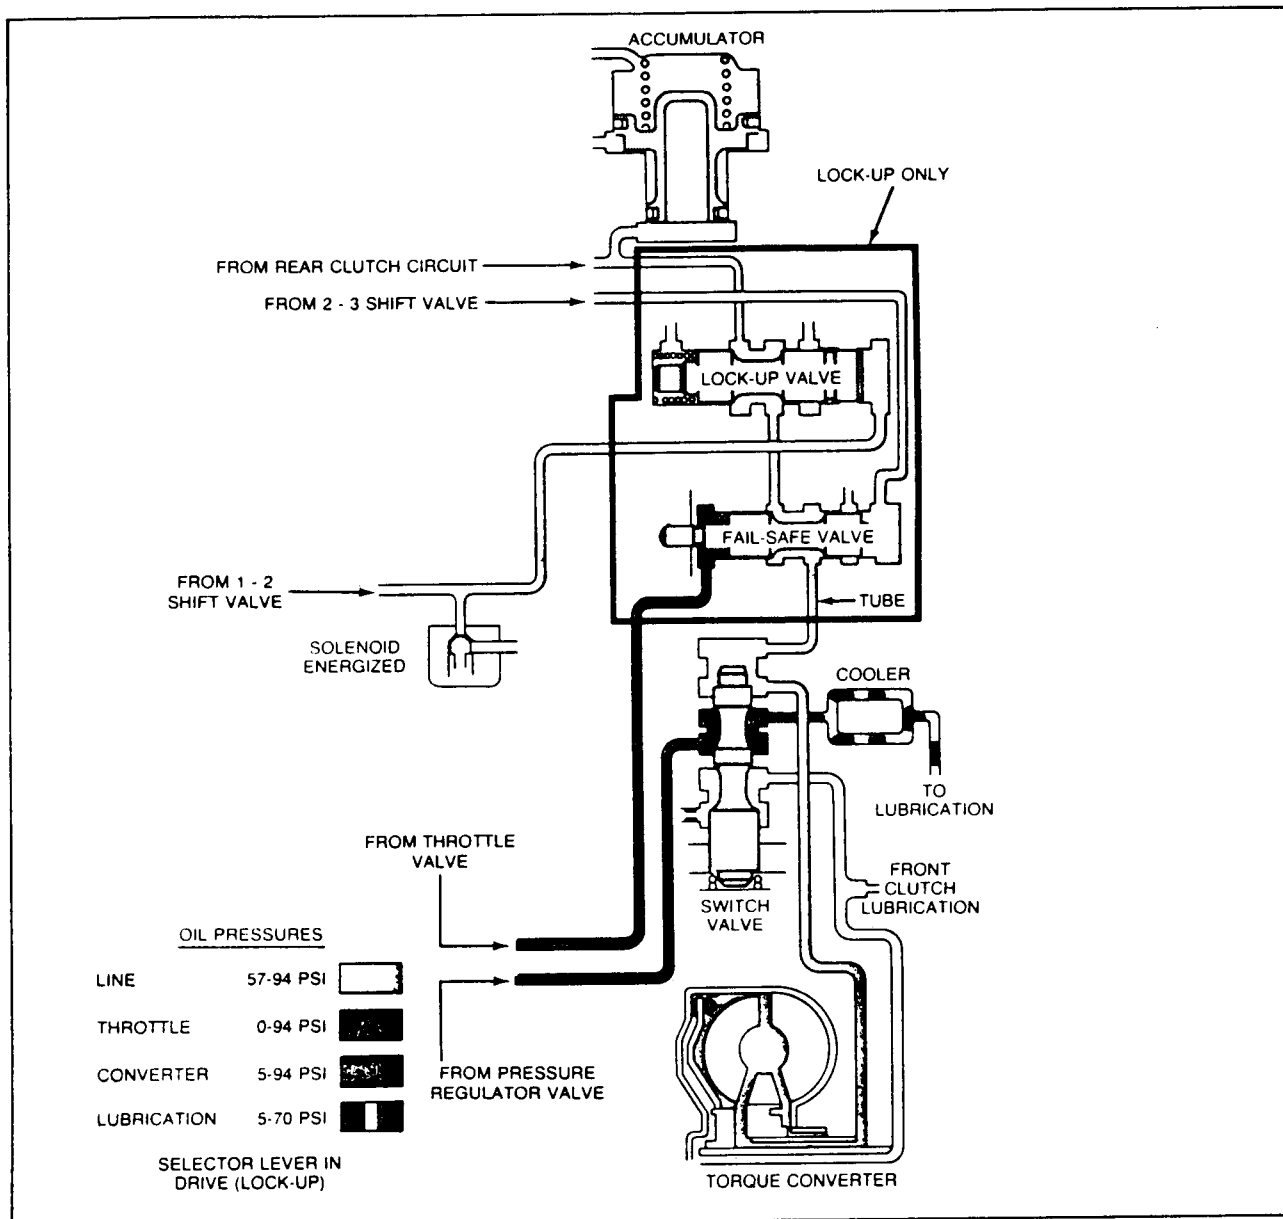 ACCUMULATOR
LOCK-UP ONLY
FROM REAR CLUTCH CIRCUIT
FROM 2 - 3 SHIFT VALVE
LOCK-UP VALVE
FAIL-SAFE VALVE
FROM 1 - 2
SHIFT VALVE
TUBE
SOLENOID
ENERGIZED
COOLER
TO
LUBRICATION
FROM THROTTLE
VALVE
FRONT
CLUTCH
LUBRICATION
SWITCH
VALVE
OIL PRESSURES
LINE 57-94 PSI
THROTTLE 0-94 PSI
CONVERTER 5-94 PSI
LUBRICATION 5-70 PSI
FROM PRESSURE
REGULATOR VALVE
SELECTOR LEVER IN
DRIVE (LOCK-UP)
TORQUE CONVERTER